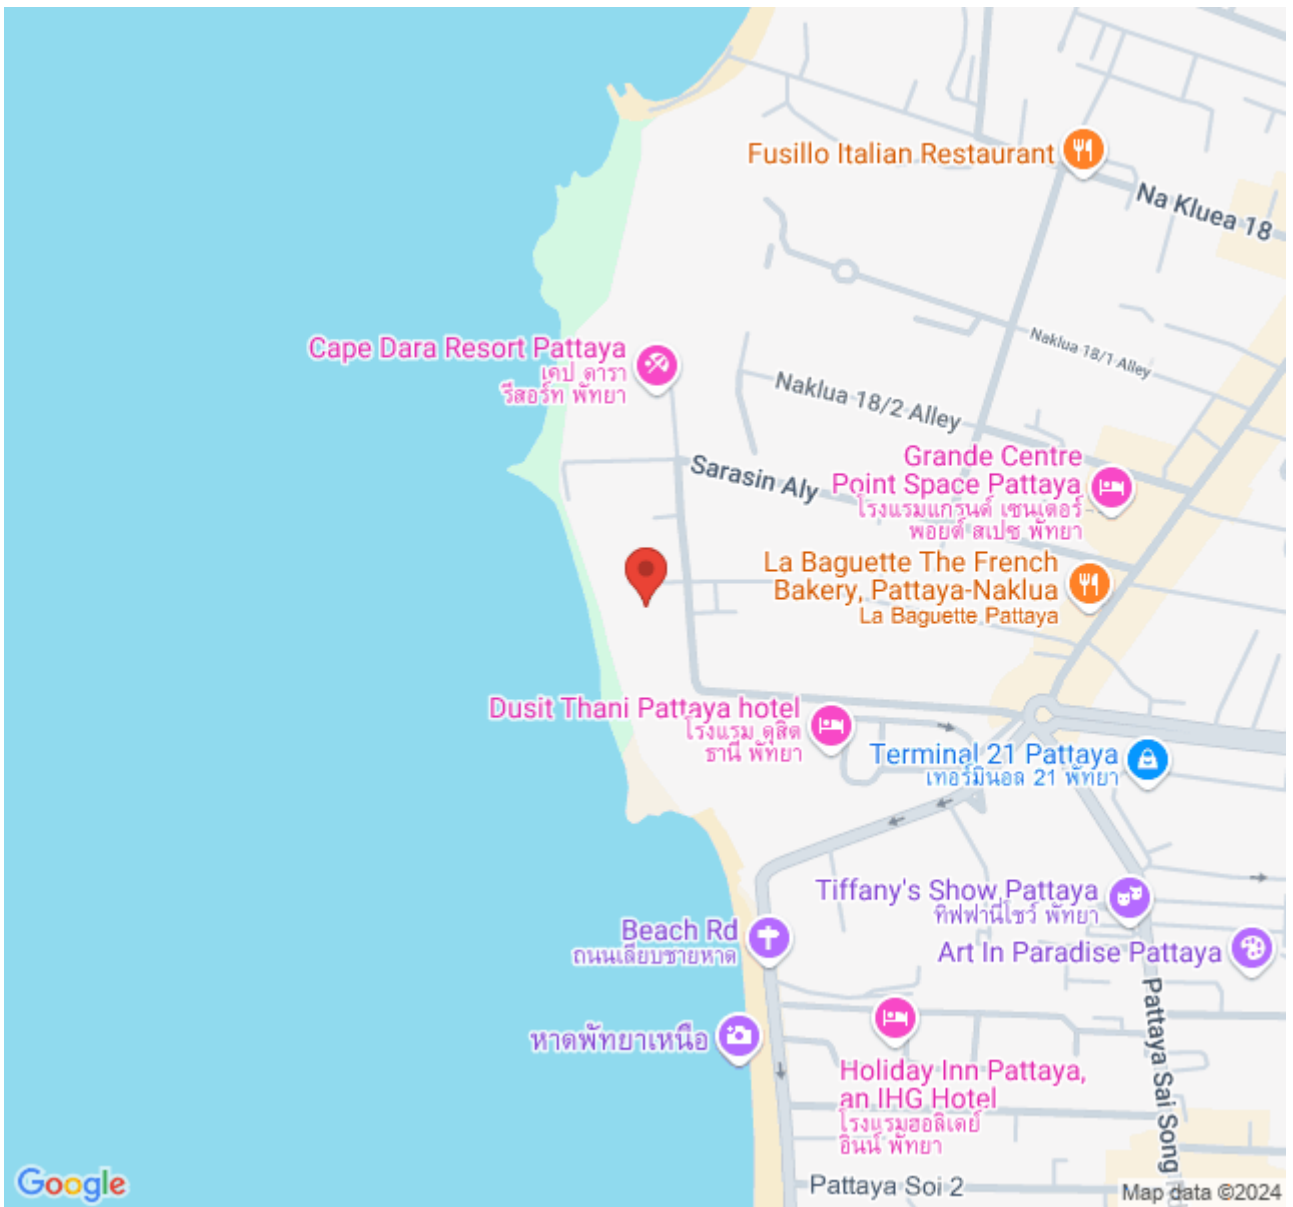 Fusillo Italian Restaurant
Na Kluea 18
Naklua 18/1 Alley
Cape Dara Resort Pattaya
เคป ดารา
รีสอร์ท พัทยา
Naklua 18/2 Alley
Sarasin Aly
Grande Centre
Point Space Pattaya
โรงแรมแกรนด์ เซนเตอร์
พอยต์ สเปซ พัทยา
La Baguette The French
Bakery, Pattaya-Naklua
La Baguette Pattaya
Dusit Thani Pattaya hotel
โรงแรม ดุสิต
ธานี พัทยา
Terminal 21 Pattaya
เทอร์มินอล 21 พัทยา
Tiffany's Show Pattaya
ทิฟฟานี่โชว์ พัทยา
Beach Rd
ถนนเลียบชายหาด
Art In Paradise Pattaya
Pattaya Sai Song
หาดพัทยาเหนือ
Holiday Inn Pattaya,
an IHG Hotel
โรงแรมฮอลิเดย์
อินน์ พัทยา
Pattaya Soi 2
Google
Map data ©2024